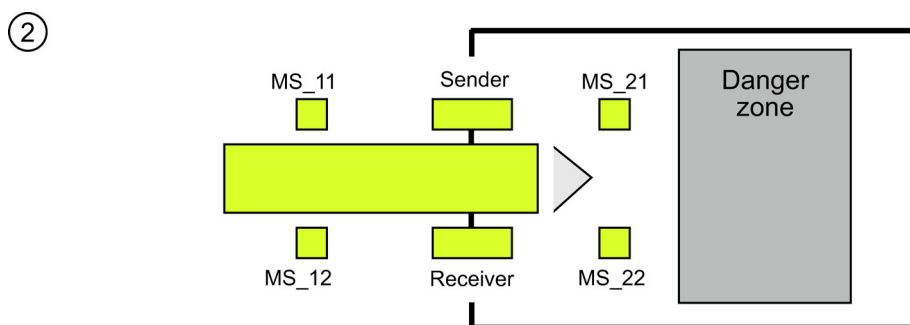 2
MS_11
Sender
MS_21
Danger
zone
MS_12
Receiver
MS_22